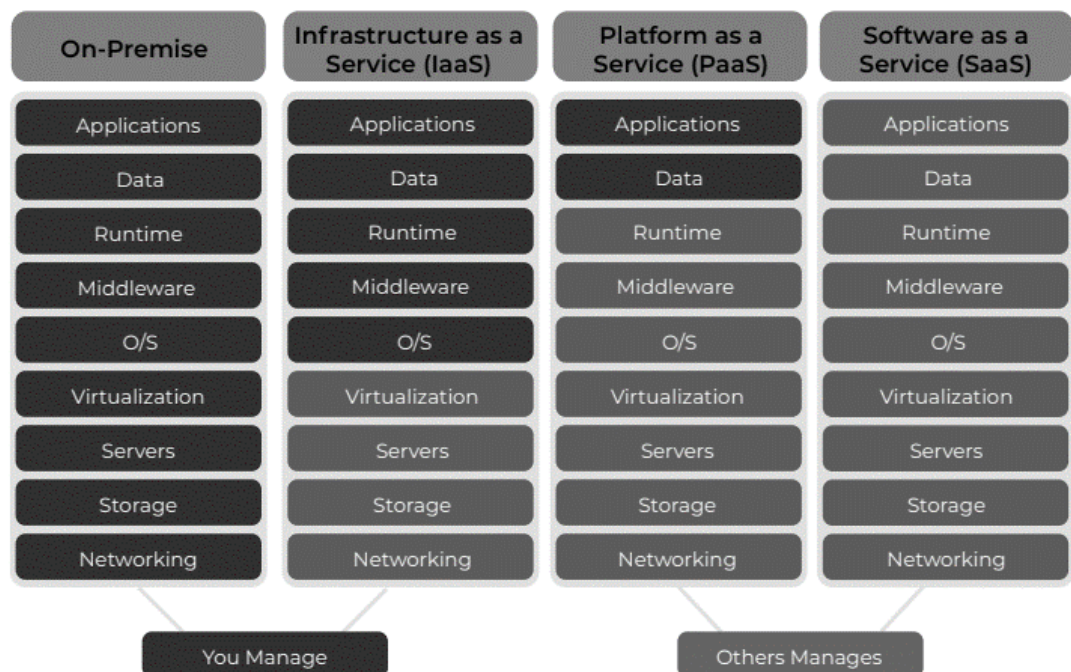 On-Premise
Infrastructure as a
Service (IaaS)
Platform as a
Service (PaaS)
Software as a
Service (SaaS)
Applications
Data
Runtime
Middleware
O/S
Virtualization
Servers
Storage
Networking
Applications
Data
Runtime
Middleware
O/S
Virtualization
Servers
Storage
Networking
Applications
Data
Runtime
Middleware
O/S
Virtualization
Servers
Storage
Networking
Applications
Data
Runtime
Middleware
O/S
Virtualization
Servers
Storage
Networking
You Manage
Others Manages